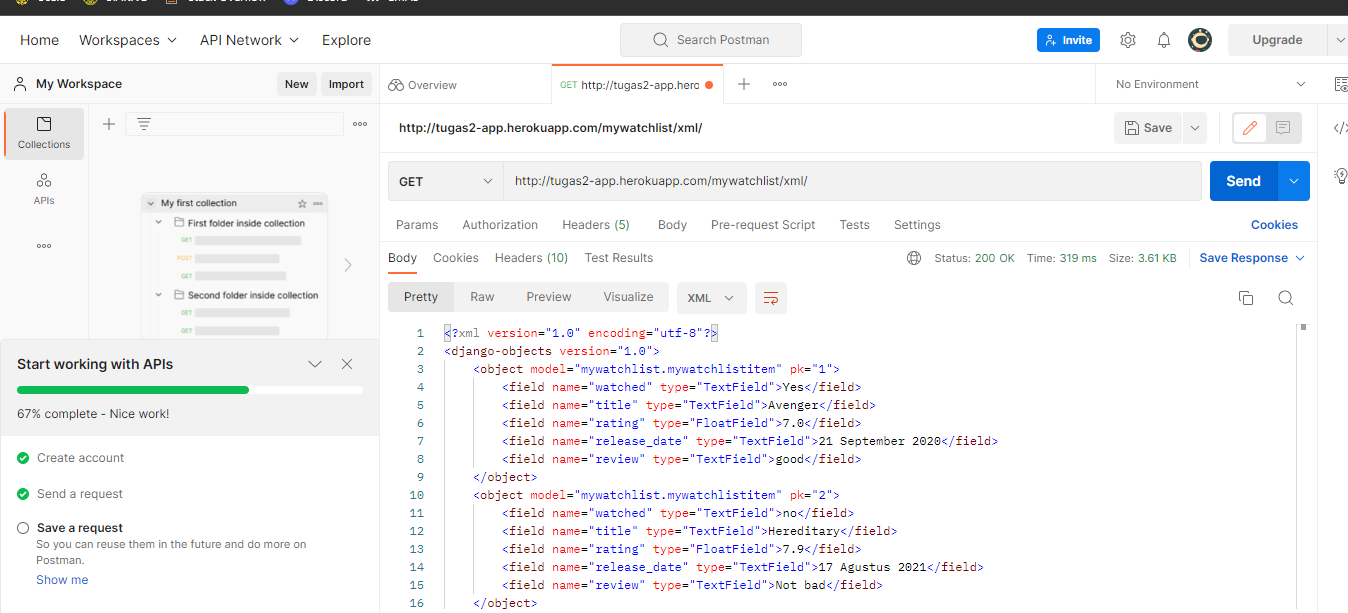 Home Workspaces API Network Explore Search Postman Invite Upgrade
My Workspace New Import
Overview GET http://tugas2-app.hero No Environment
Collections
APIs
My first collection
First folder inside collection
GET
POST
GET
Second folder inside collection
GET
GET
http://tugas2-app.herokuapp.com/mywatchlist/xml/ Save
GET http://tugas2-app.herokuapp.com/mywatchlist/xml/ Send
Params Authorization Headers (5) Body Pre-request Script Tests Settings Cookies
Body Cookies Headers (10) Test Results Status: 200 OK Time: 319 ms Size: 3.61 KB Save Response
Pretty Raw Preview Visualize XML
1 <?xml version="1.0" encoding="utf-8"?>
2 <django-objects version="1.0">
3 <object model="mywatchlist.mywatchlistitem" pk="1">
4 <field name="watched" type="TextField">Yes</field>
5 <field name="title" type="TextField">Avenger</field>
6 <field name="rating" type="FloatField">7.0</field>
7 <field name="release_date" type="TextField">21 September 2020</field>
8 <field name="review" type="TextField">good</field>
9 </object>
10 <object model="mywatchlist.mywatchlistitem" pk="2">
11 <field name="watched" type="TextField">no</field>
12 <field name="title" type="TextField">Hereditary</field>
13 <field name="rating" type="FloatField">7.9</field>
14 <field name="release_date" type="TextField">17 Agustus 2021</field>
15 <field name="review" type="TextField">Not bad</field>
16 </object>
Start working with APIs
67% complete - Nice work!
Create account
Send a request
Save a request
So you can reuse them in the future and do more on
Postman.
Show me